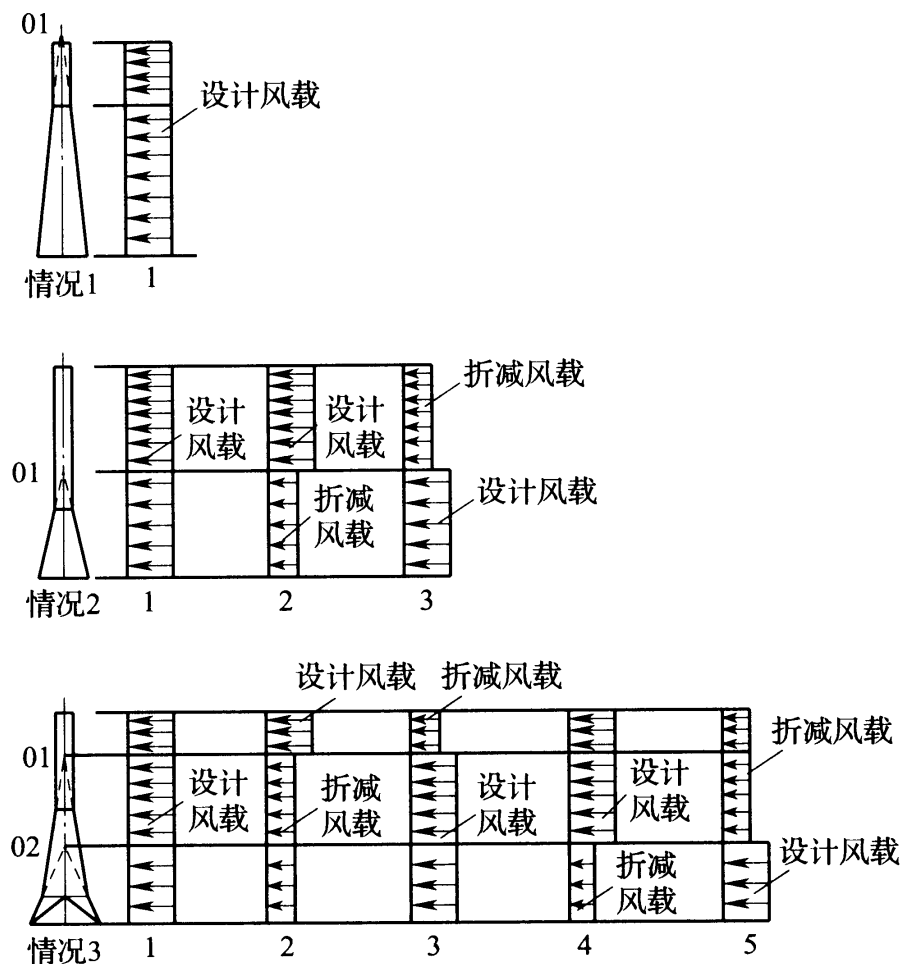 01
设计风载
情况1 1
折减风载
设计
风载
设计
风载
01
折减
风载
设计风载
情况2 1 2 3
设计风载 折减风载
折减风载
01
设计
风载
折减
风载
设计
风载
设计
风载
02
折减
风载
设计风载
情况3 1 2 3 4 5